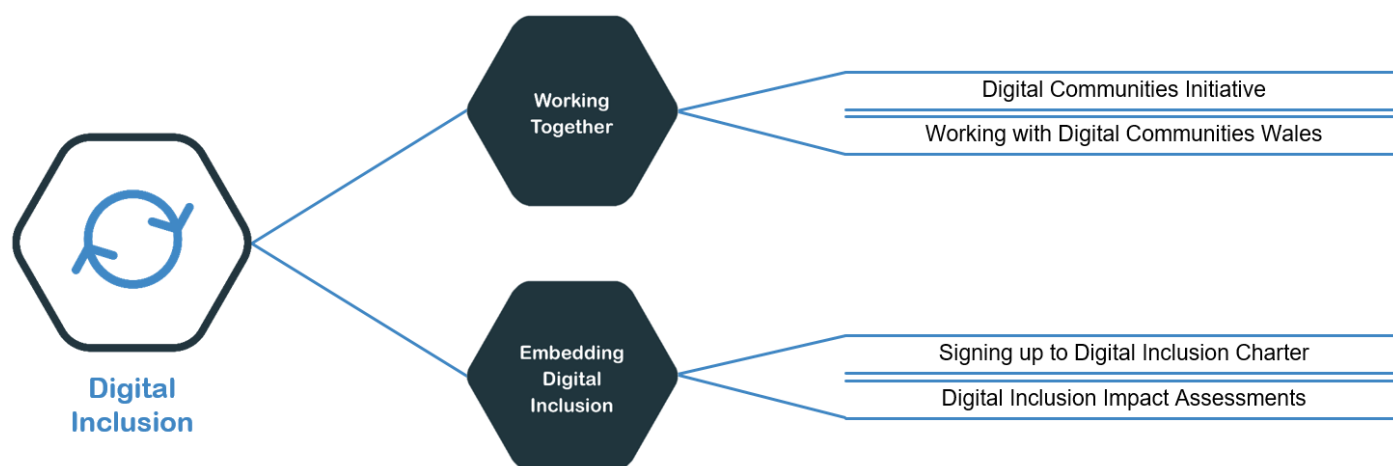 Digital
Inclusion
Working
Together
Digital Communities Initiative
Working with Digital Communities Wales
Embedding
Digital
Inclusion
Signing up to Digital Inclusion Charter
Digital Inclusion Impact Assessments